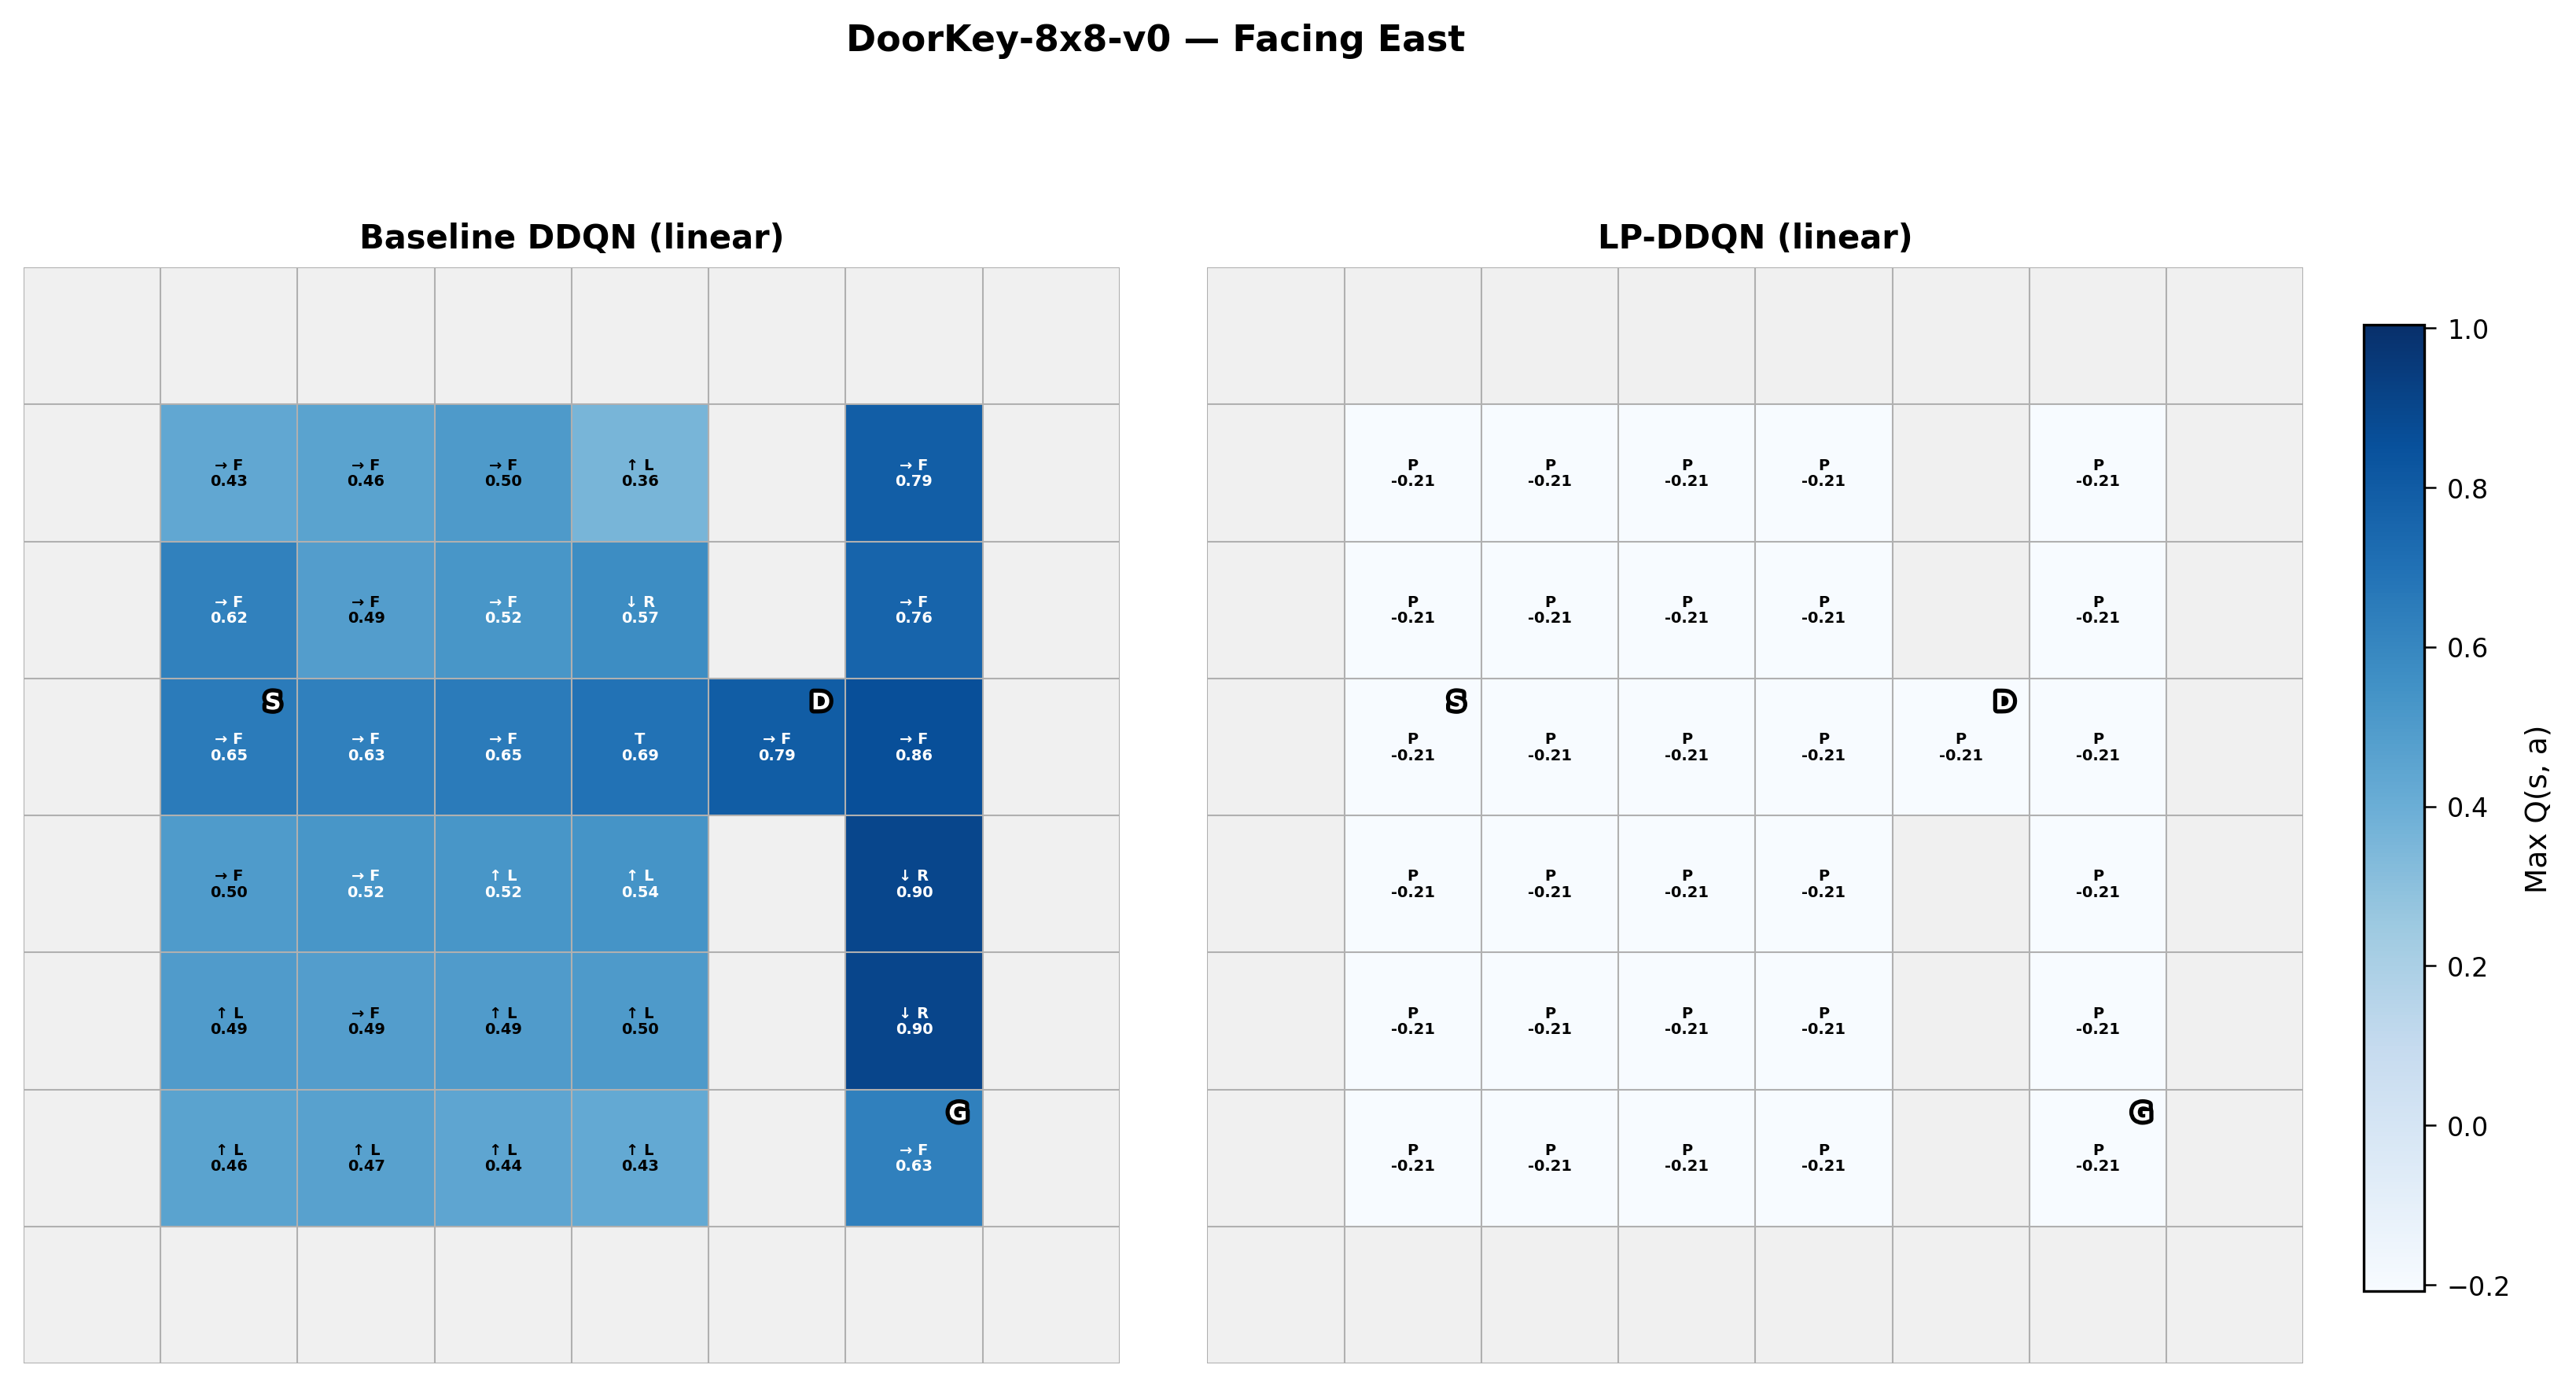 DoorKey-8x8-v0 — Facing East
Baseline DDQN (linear)
→ F → F → F ↑ L → F
0.43 0.46 0.50 0.36 0.79
→ F → F → F ↓ R → F
0.62 0.49 0.52 0.57 0.76
S D
→ F → F → F T → F → F
0.65 0.63 0.65 0.69 0.79 0.86
→ F → F ↑ L ↑ L ↓ R
0.50 0.52 0.52 0.54 0.90
↑ L → F ↑ L ↑ L ↓ R
0.49 0.49 0.49 0.50 0.90
G
↑ L ↑ L ↑ L ↑ L → F
0.46 0.47 0.44 0.43 0.63
LP-DDQN (linear)
P P P P P
-0.21 -0.21 -0.21 -0.21 -0.21
P P P P P
-0.21 -0.21 -0.21 -0.21 -0.21
S D
P P P P P P
-0.21 -0.21 -0.21 -0.21 -0.21 -0.21
P P P P P
-0.21 -0.21 -0.21 -0.21 -0.21
P P P P P
-0.21 -0.21 -0.21 -0.21 -0.21
G
P P P P P
-0.21 -0.21 -0.21 -0.21 -0.21
1.0
0.8
0.6
0.4
0.2
0.0
−0.2
Max Q(s, a)